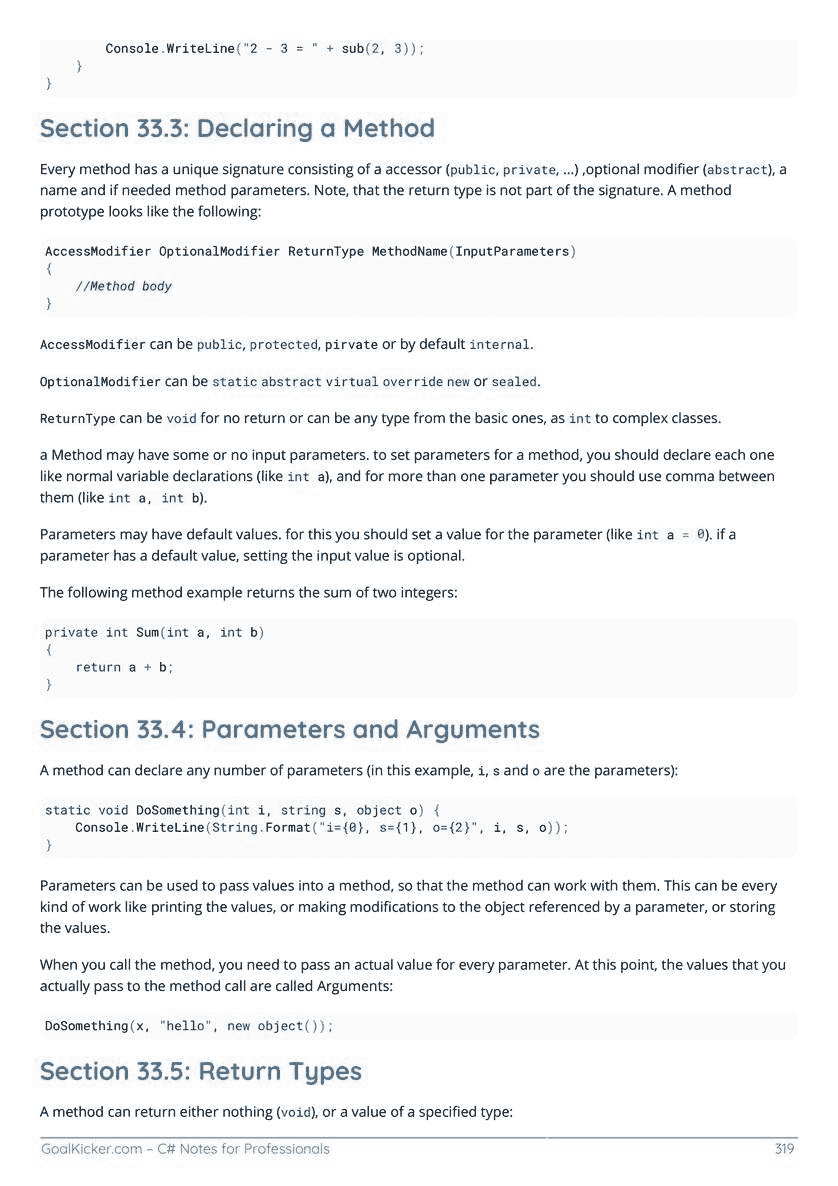 Console.WriteLine("2 - 3 = " + sub(2, 3));
    }
}
Section 33.3: Declaring a Method
Every method has a unique signature consisting of a accessor (public, private, ...) ,optional modifier (abstract), a
name and if needed method parameters. Note, that the return type is not part of the signature. A method
prototype looks like the following:
AccessModifier OptionalModifier ReturnType MethodName(InputParameters)
{
    //Method body
}
AccessModifier can be public, protected, pirvate or by default internal.
OptionalModifier can be static abstract virtual override new or sealed.
ReturnType can be void for no return or can be any type from the basic ones, as int to complex classes.
a Method may have some or no input parameters. to set parameters for a method, you should declare each one
like normal variable declarations (like int a), and for more than one parameter you should use comma between
them (like int a, int b).
Parameters may have default values. for this you should set a value for the parameter (like int a = 0). if a
parameter has a default value, setting the input value is optional.
The following method example returns the sum of two integers:
private int Sum(int a, int b)
{
    return a + b;
}
Section 33.4: Parameters and Arguments
A method can declare any number of parameters (in this example, i, s and o are the parameters):
static void DoSomething(int i, string s, object o) {
    Console.WriteLine(String.Format("i={0}, s={1}, o={2}", i, s, o));
}
Parameters can be used to pass values into a method, so that the method can work with them. This can be every
kind of work like printing the values, or making modifications to the object referenced by a parameter, or storing
the values.
When you call the method, you need to pass an actual value for every parameter. At this point, the values that you
actually pass to the method call are called Arguments:
DoSomething(x, "hello", new object());
Section 33.5: Return Types
A method can return either nothing (void), or a value of a specified type:
GoalKicker.com – C# Notes for Professionals 319